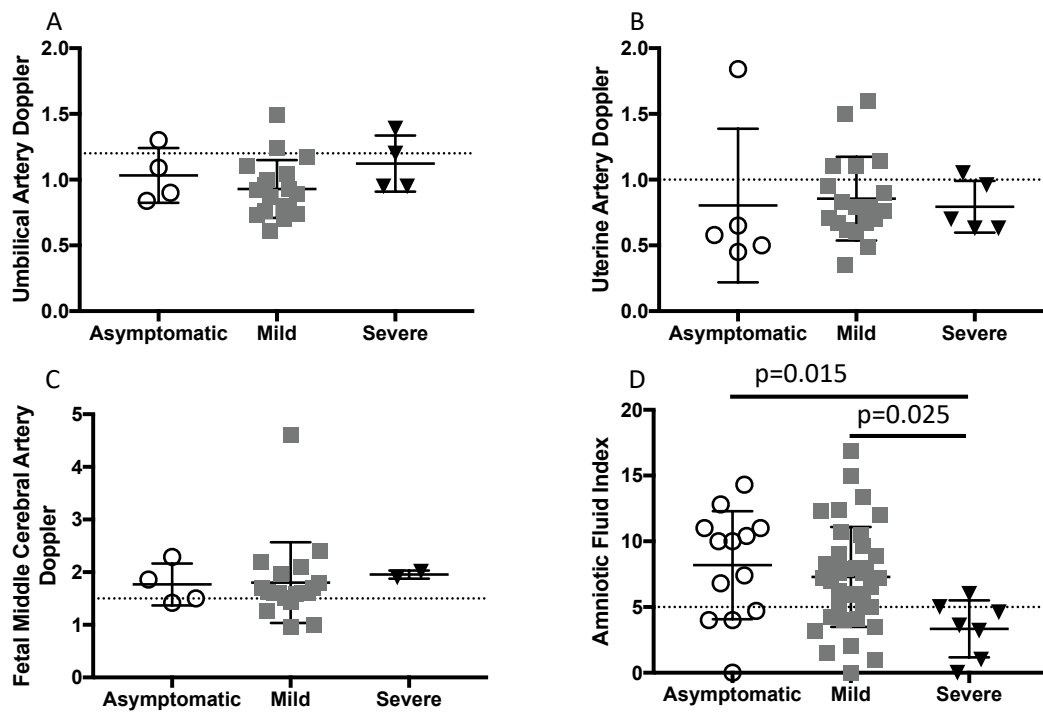 A
Umbilical Artery Doppler
2.0
1.5
1.0
0.5
0.0
Asymptomatic Mild Severe
B
Uterine Artery Doppler
2.0
1.5
1.0
0.5
0.0
Asymptomatic Mild Severe
C
Fetal Middle Cerebral Artery
Doppler
5
4
3
2
1
0
Asymptomatic Mild Severe
D
p=0.015
p=0.025
Amniotic Fluid Index
20
15
10
5
0
Asymptomatic Mild Severe